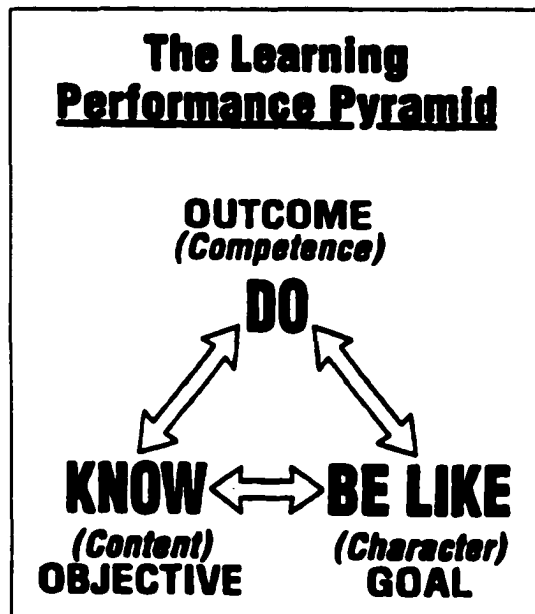 The Learning
Performance Pyramid
OUTCOME
(Competence)
DO
KNOW BE LIKE
(Content) (Character)
OBJECTIVE GOAL